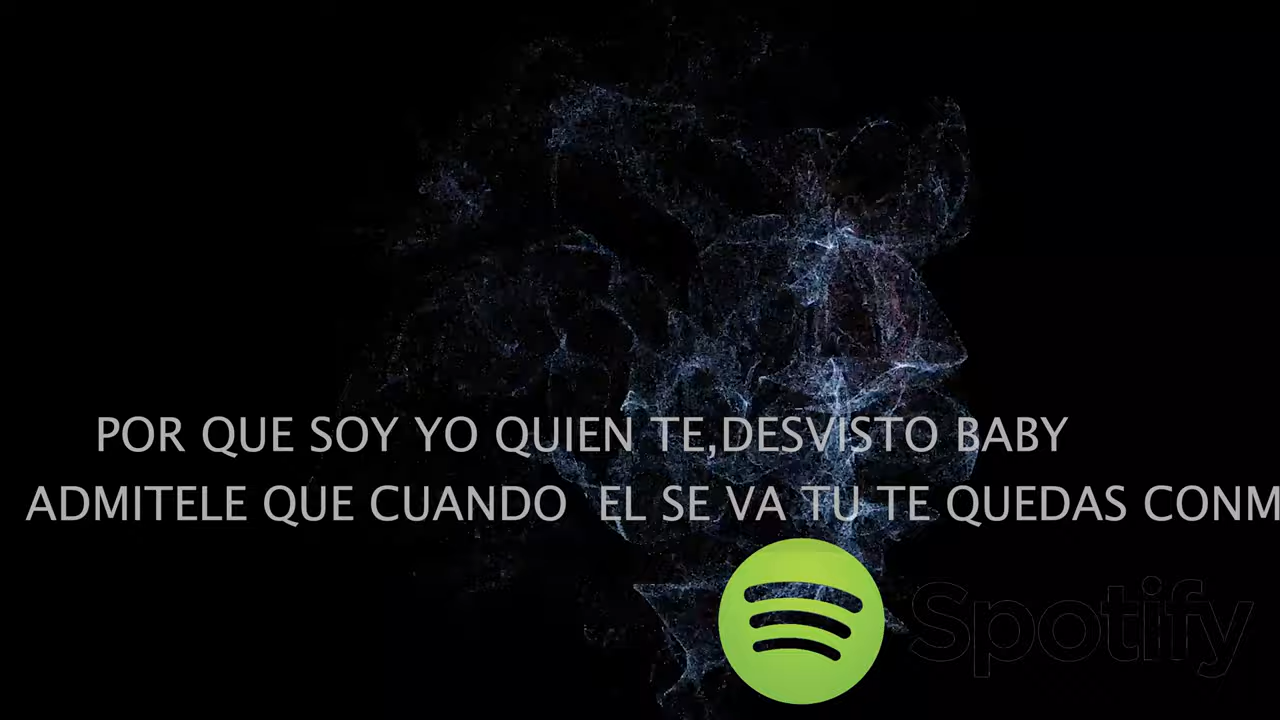 POR QUE SOY YO QUIEN TE,DESVISTO BABY
ADMITELE QUE CUANDO  EL SE VA TU TE QUEDAS CONM
Spotify